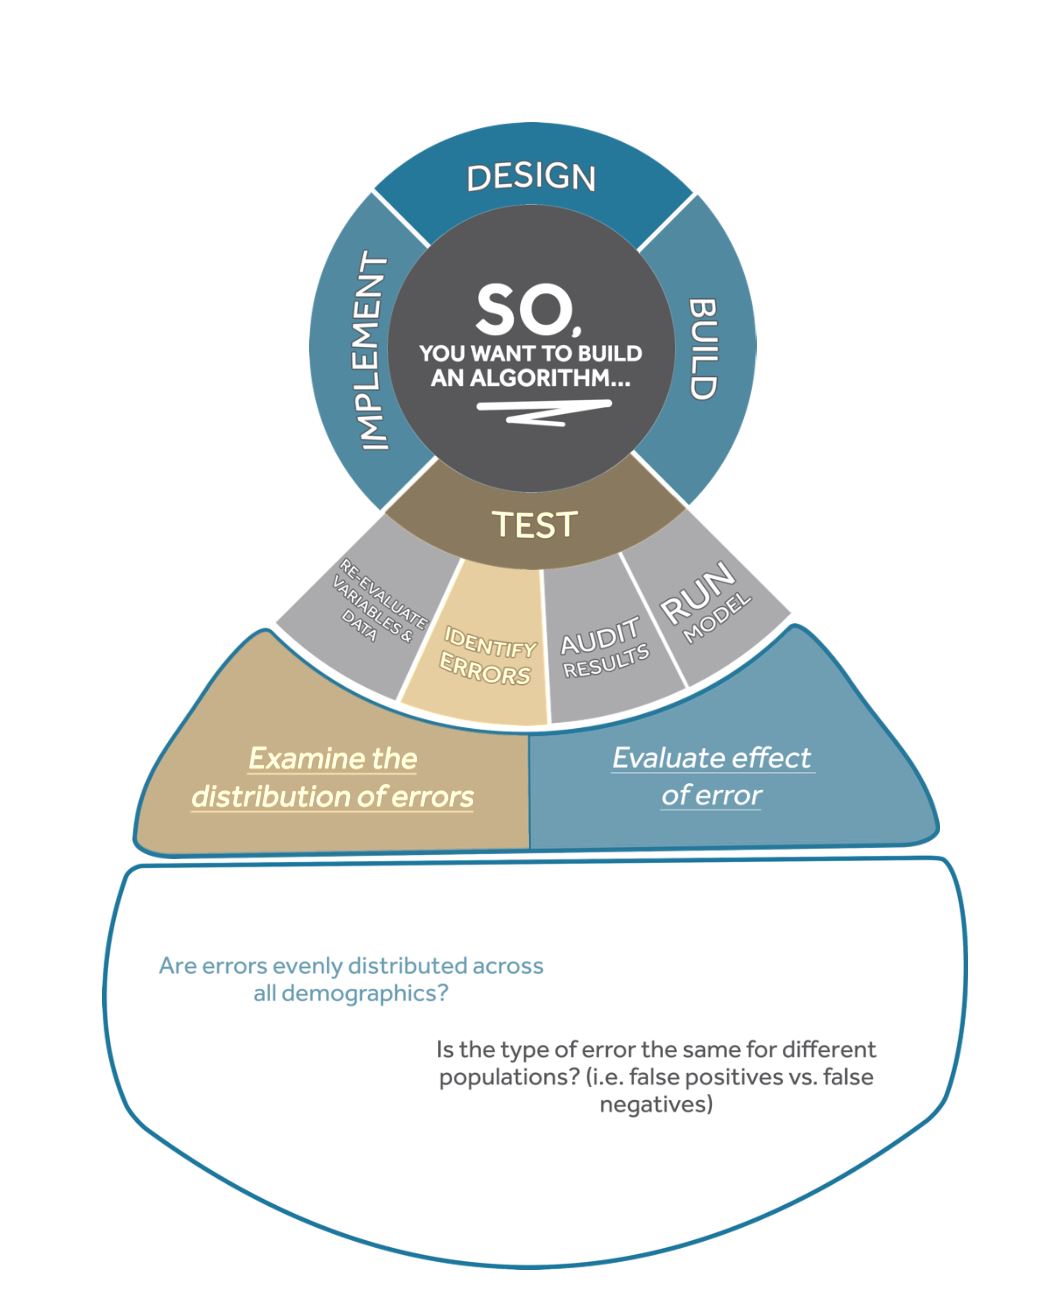 DESIGN
IMPLEMENT
BUILD
SO,
YOU WANT TO BUILD
AN ALGORITHM...
TEST
RE-EVALUATE
VARIABLES &
DATA
IDENTIFY
ERRORS
AUDIT
RESULTS
RUN
MODEL
Examine the
distribution of errors
Evaluate effect
of error
Are errors evenly distributed across
all demographics?
Is the type of error the same for different
populations? (i.e. false positives vs. false
negatives)